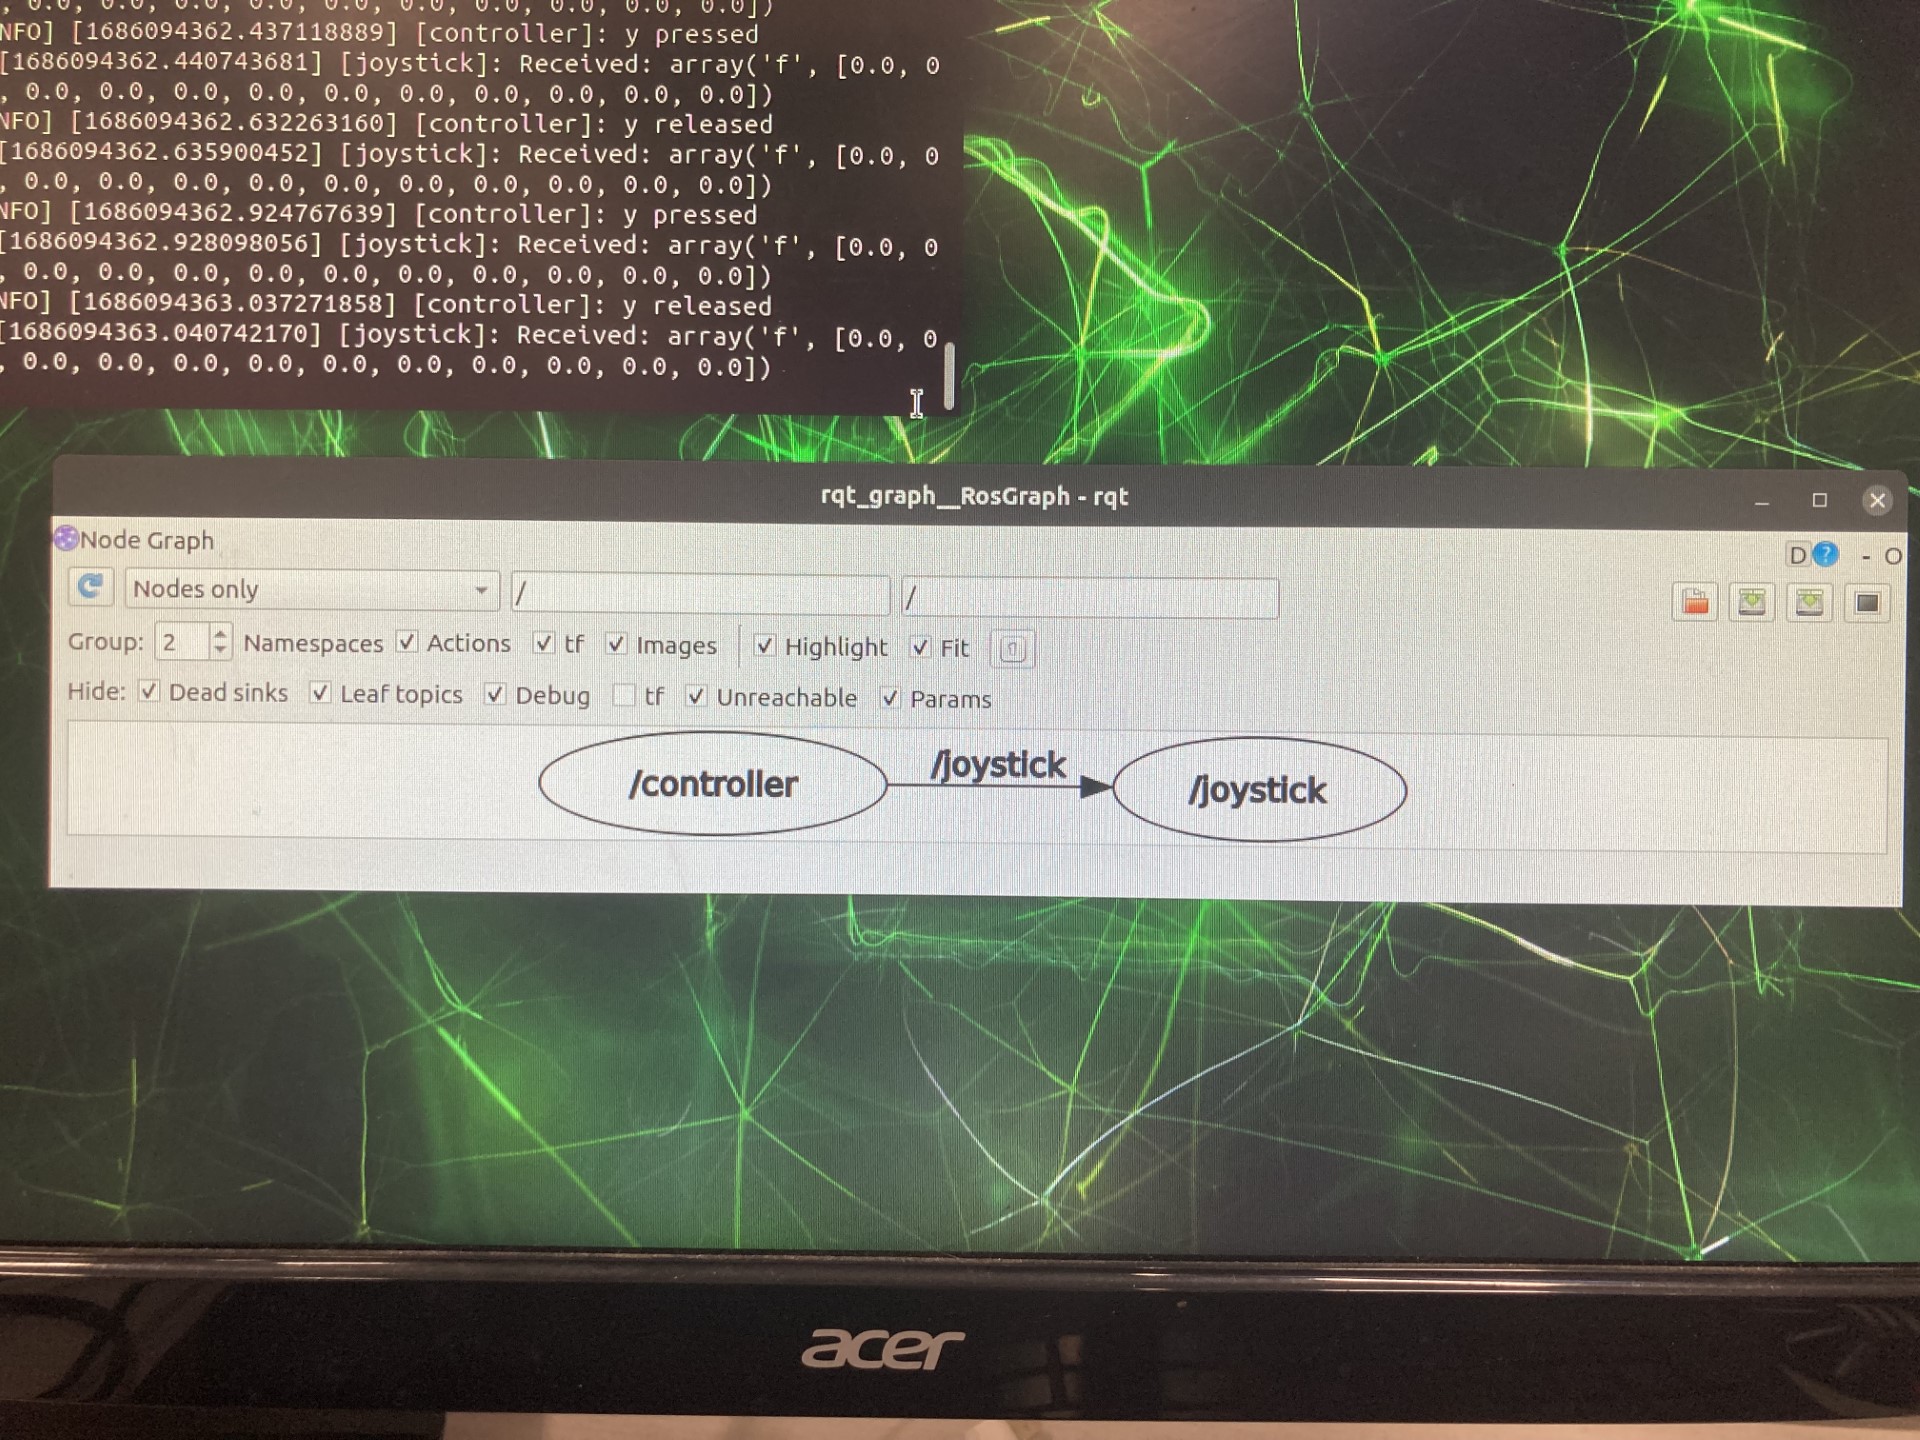 , 0.0, 0.0, 0.0, 0.0, 0.0, 0.0, 0.0, 0.0, 0.0, 0.0])
NFO] [1686094362.437118889] [controller]: y pressed
[1686094362.440743681] [joystick]: Received: array('f', [0.0, 0
, 0.0, 0.0, 0.0, 0.0, 0.0, 0.0, 0.0, 0.0, 0.0, 0.0])
NFO] [1686094362.632263160] [controller]: y released
[1686094362.635900452] [joystick]: Received: array('f', [0.0, 0
, 0.0, 0.0, 0.0, 0.0, 0.0, 0.0, 0.0, 0.0, 0.0, 0.0])
NFO] [1686094362.924767639] [controller]: y pressed
[1686094362.928098056] [joystick]: Received: array('f', [0.0, 0
, 0.0, 0.0, 0.0, 0.0, 0.0, 0.0, 0.0, 0.0, 0.0, 0.0])
NFO] [1686094363.037271858] [controller]: y released
[1686094363.040742170] [joystick]: Received: array('f', [0.0, 0
, 0.0, 0.0, 0.0, 0.0, 0.0, 0.0, 0.0, 0.0, 0.0, 0.0])
rqt_graph__RosGraph - rqt
Node Graph D ? - O
Nodes only / /
Group: 2 Namespaces Actions tf Images Highlight Fit
Hide: Dead sinks Leaf topics Debug tf Unreachable Params
/controller /joystick /joystick
acer